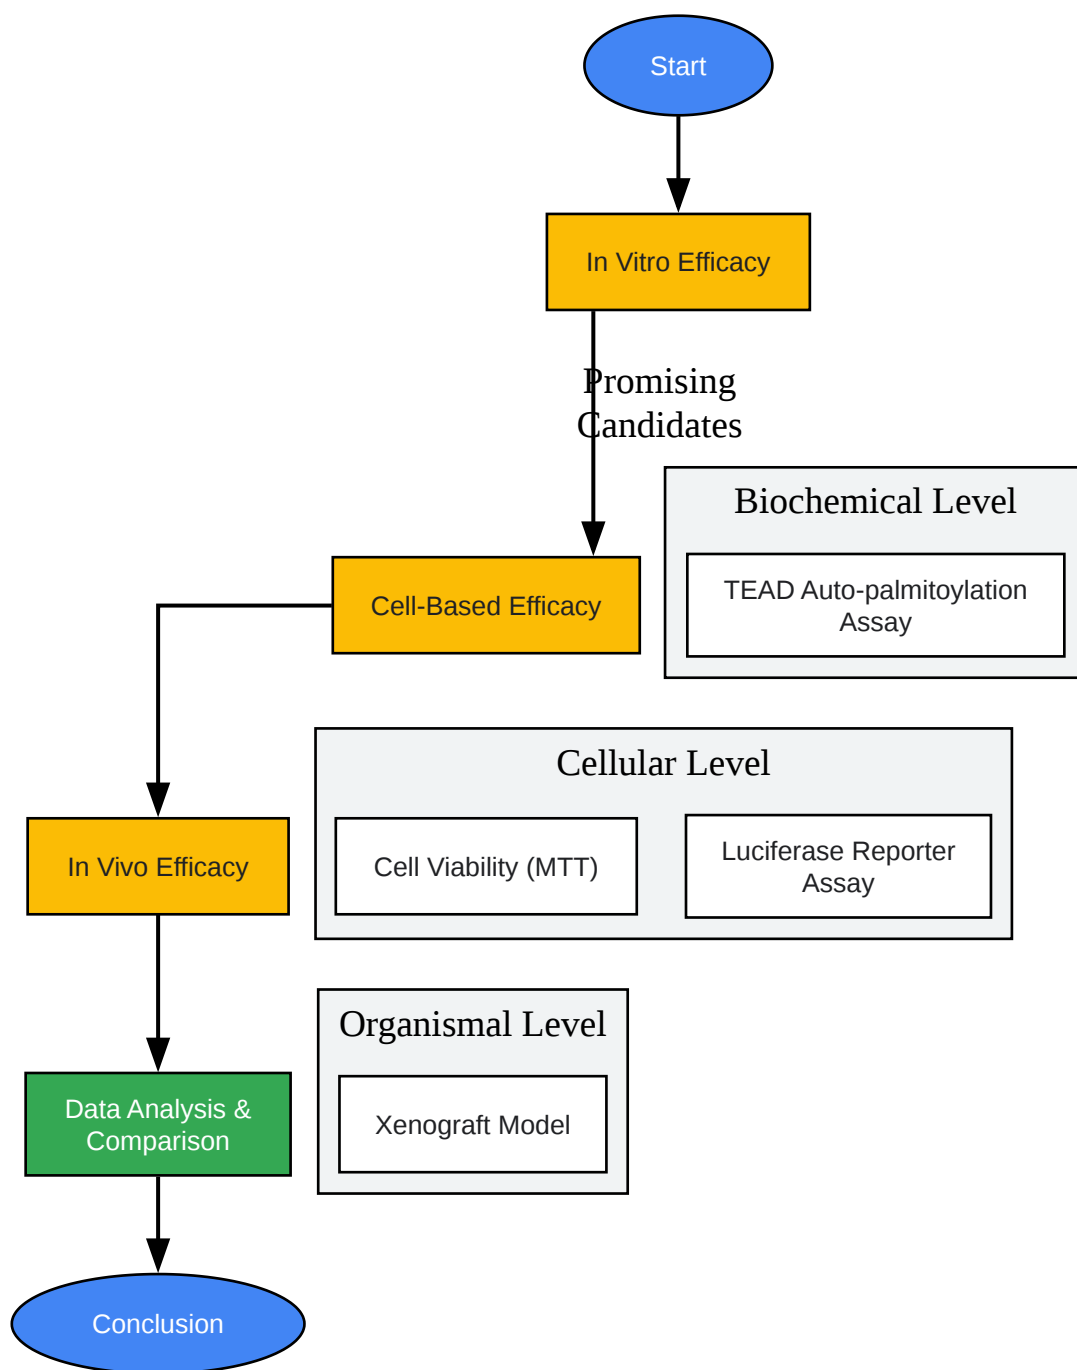 Start
In Vitro Efficacy
Promising
Candidates
Biochemical Level
TEAD Auto-palmitoylation
Assay
Cell-Based Efficacy
Cellular Level
Cell Viability (MTT)
Luciferase Reporter
Assay
In Vivo Efficacy
Organismal Level
Xenograft Model
Data Analysis &
Comparison
Conclusion